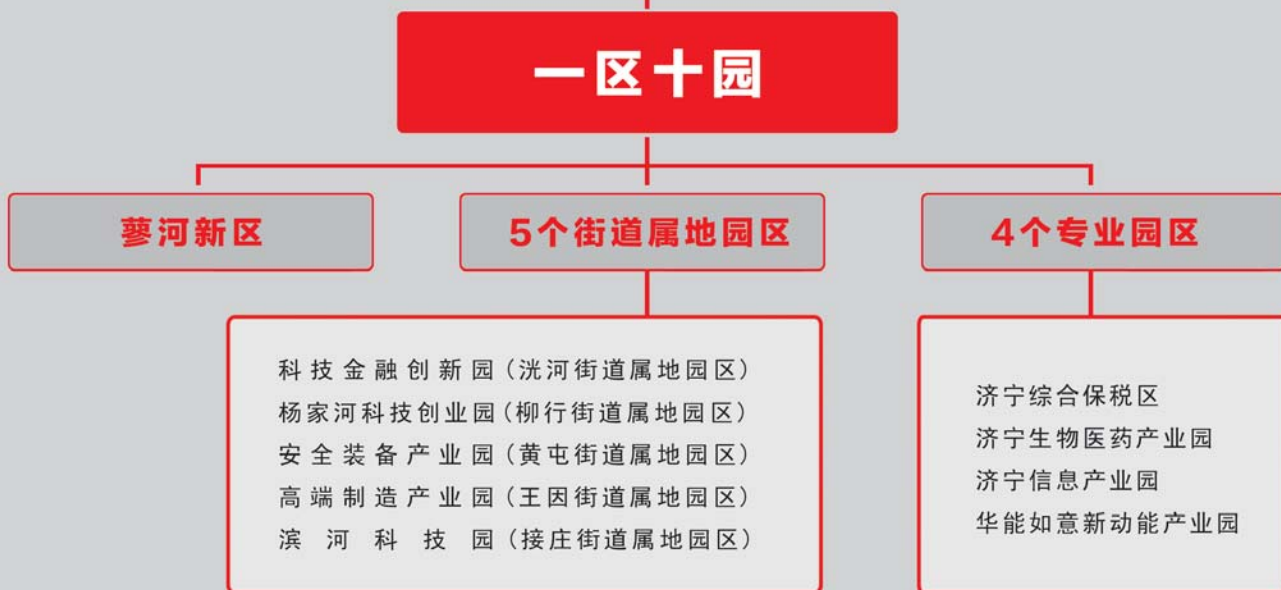 一区十园
蓼河新区
5个街道属地园区
4个专业园区
科技金融创新园(洸河街道属地园区)
杨家河科技创业园(柳行街道属地园区)
安全装备产业园(黄屯街道属地园区)
高端制造产业园(王因街道属地园区)
滨河科技园(接庄街道属地园区)
济宁综合保税区
济宁生物医药产业园
济宁信息产业园
华能如意新动能产业园